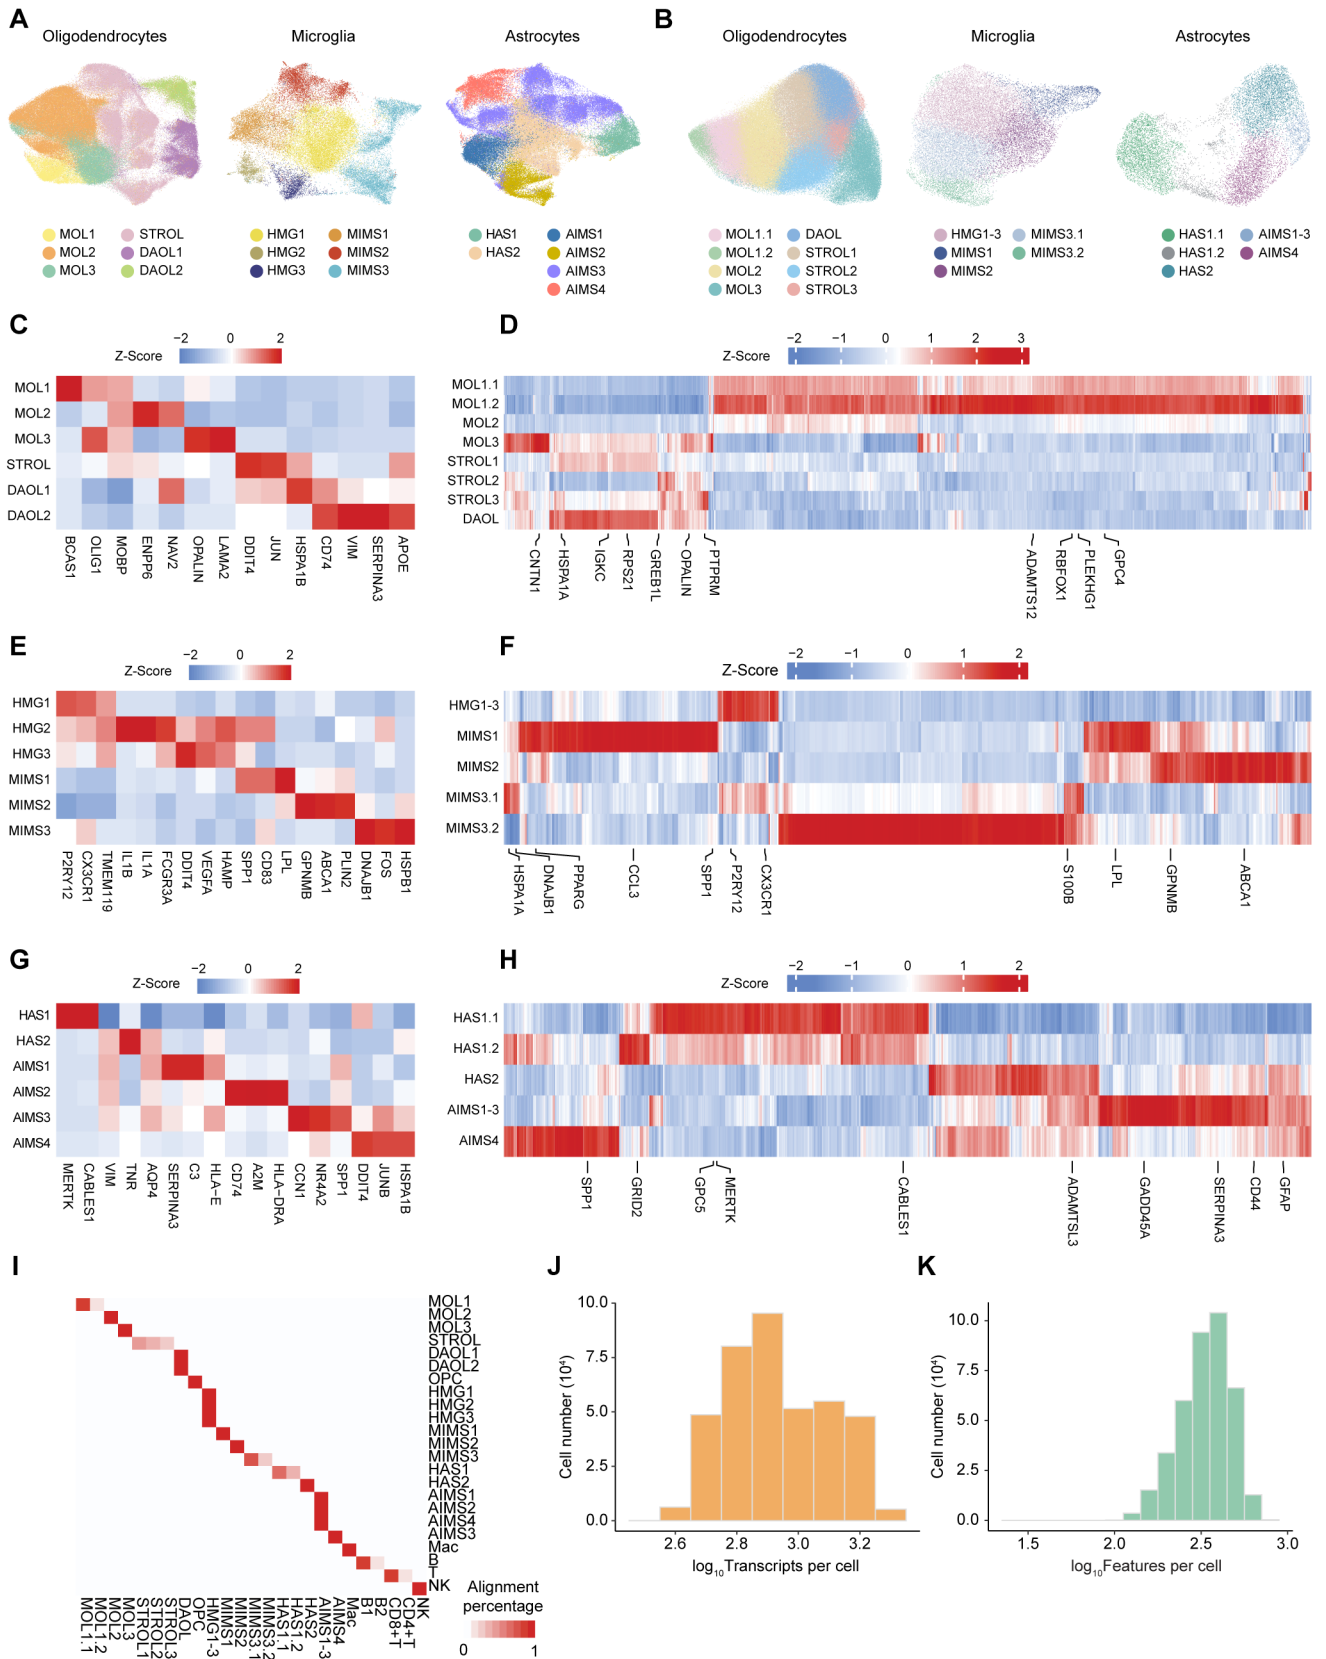 A
B
Oligodendrocytes
Microglia
Astrocytes
Oligodendrocytes
Microglia
Astrocytes
MOL1
STROL
MOL2
DAOL1
MOL3
DAOL2
HMG1
MIMS1
HMG2
MIMS2
HMG3
MIMS3
HAS1
AIMS1
HAS2
AIMS2
AIMS3
AIMS4
MOL1.1
DAOL
MOL1.2
STROL1
MOL2
STROL2
MOL3
STROL3
HMG1-3
MIMS3.1
MIMS1
MIMS3.2
MIMS2
HAS1.1
AIMS1-3
HAS1.2
AIMS4
HAS2
C
−2 0 2
Z-Score
MOL1
MOL2
MOL3
STROL
DAOL1
DAOL2
BCAS1
OLIG1
MOBP
ENPP6
NAV2
OPALIN
LAMA2
DDIT4
JUN
HSPA1B
CD74
VIM
SERPINA3
APOE
D
−2 −1 0 1 2 3
Z-Score
MOL1.1
MOL1.2
MOL2
MOL3
STROL1
STROL2
STROL3
DAOL
CNTN1
HSPA1A
IGKC
RPS21
GREB1L
OPALIN
PTPRM
ADAMTS12
RBFOX1
PLEKHG1
GPC4
E
−2 0 2
Z-Score
HMG1
HMG2
HMG3
MIMS1
MIMS2
MIMS3
P2RY12
CX3CR1
TMEM119
IL1B
IL1A
FCGR3A
DDIT4
VEGFA
HAMP
SPP1
CD83
LPL
GPNMB
ABCA1
PLIN2
DNAJB1
FOS
HSPB1
F
−2 −1 0 1 2
Z-Score
HMG1-3
MIMS1
MIMS2
MIMS3.1
MIMS3.2
HSPA1A
DNAJB1
PPARG
CCL3
SPP1
P2RY12
CX3CR1
S100B
LPL
GPNMB
ABCA1
G
−2 0 2
Z-Score
HAS1
HAS2
AIMS1
AIMS2
AIMS3
AIMS4
MERTK
CABLES1
VIM
TNR
AQP4
SERPINA3
C3
HLA−E
CD74
A2M
HLA−DRA
CCN1
NR4A2
SPP1
DDIT4
JUNB
HSPA1B
H
−2 −1 0 1 2
Z-Score
HAS1.1
HAS1.2
HAS2
AIMS1-3
AIMS4
SPP1
GRID2
GPC5
MERTK
CABLES1
ADAMTSL3
GADD45A
SERPINA3
CD44
GFAP
I
MOL1
MOL2
MOL3
STROL
DAOL1
DAOL2
OPC
HMG1
HMG2
HMG3
MIMS1
MIMS2
MIMS3
HAS1
HAS2
AIMS1
AIMS2
AIMS4
AIMS3
Mac
B
T
NK
MOL1.1
MOL1.2
MOL2
MOL3
STROL1
STROL2
STROL3
DAOL
OPC
HMG1-3
MIMS1
MIMS2
MIMS3.1
MIMS3.2
HAS1.1
HAS1.2
HAS2
AIMS1-3
AIMS4
Mac
B1
B2
CD8+T
CD4+T
NK
Alignment
percentage
0 1
J
Cell number (10⁴)
10.0
7.5
5.0
2.5
0.0
2.6 2.8 3.0 3.2
log₁₀Transcripts per cell
K
Cell number (10⁴)
10.0
7.5
5.0
2.5
0.0
1.5 2.0 2.5 3.0
log₁₀Features per cell